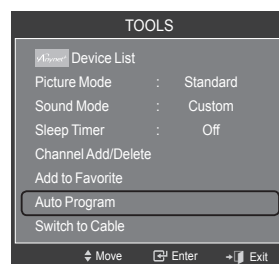 TOOLS
Anynet+ Device List
Picture Mode : Standard
Sound Mode : Custom
Sleep Timer : Off
Channel Add/Delete
Add to Favorite
Auto Program
Switch to Cable
Move Enter Exit